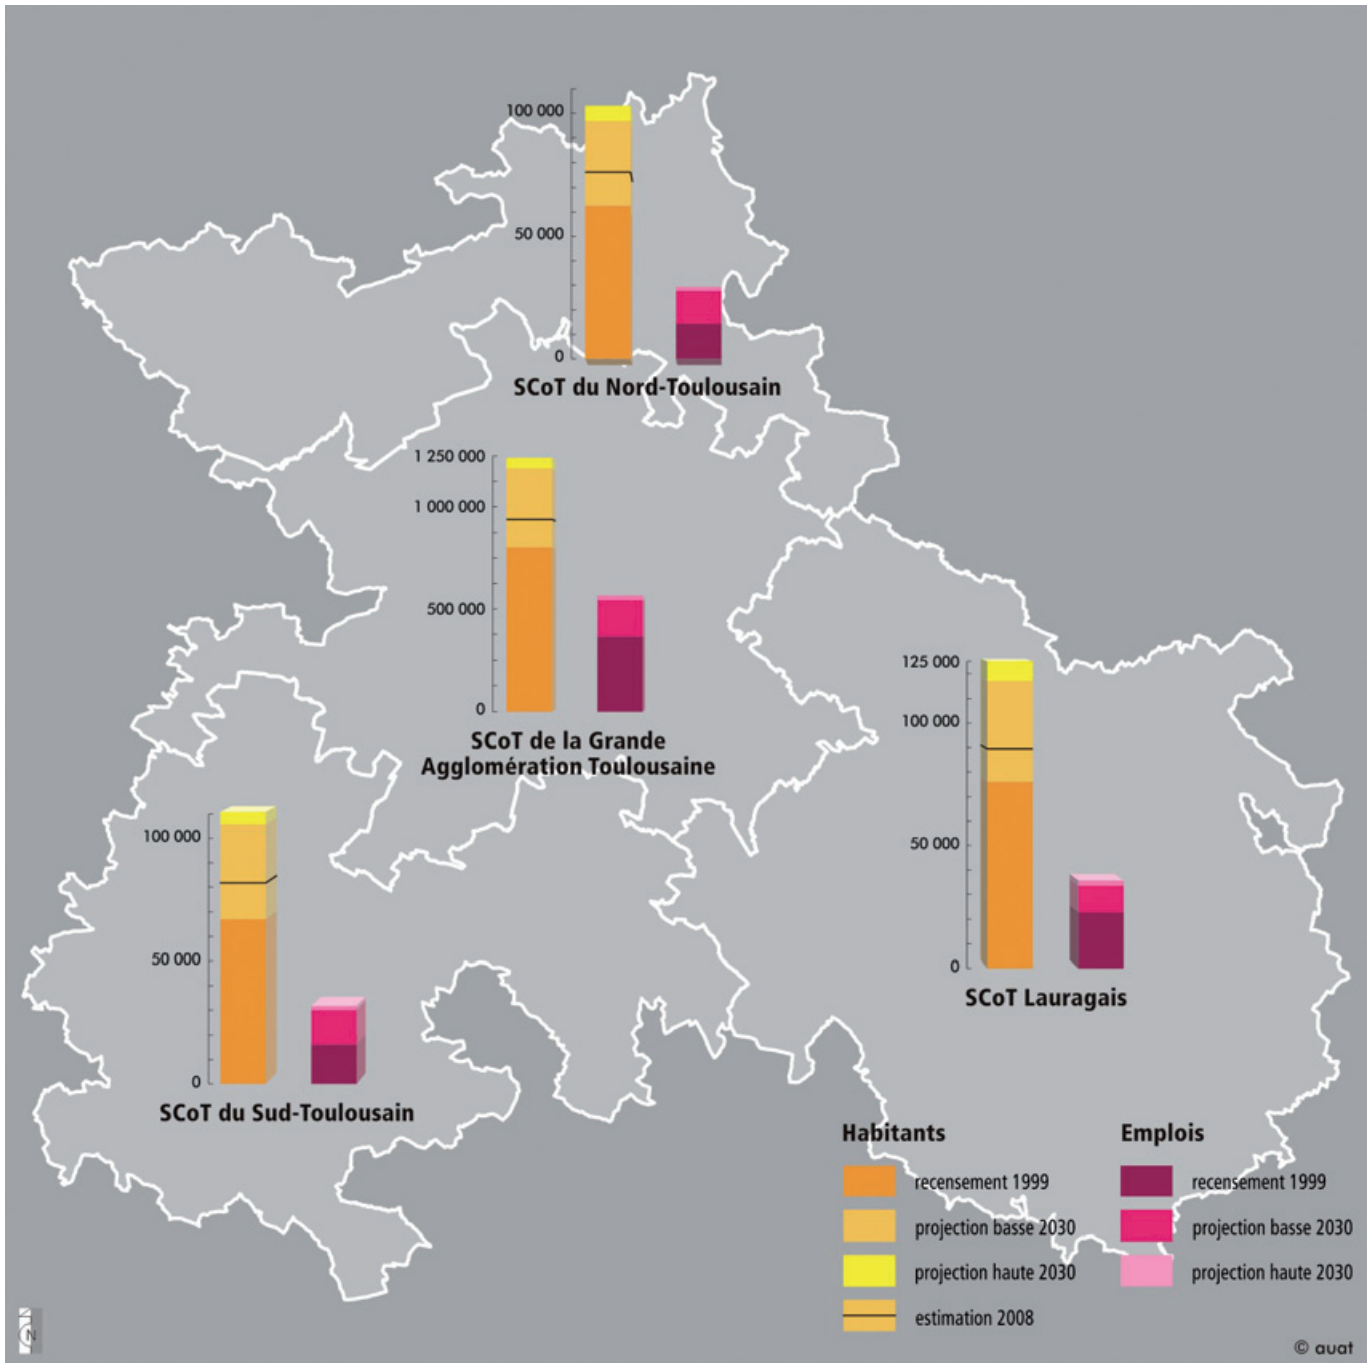 100 000
50 000
0
SCoT du Nord-Toulousain
1 250 000
1 000 000
500 000
0
SCoT de la Grande
Agglomération Toulousaine
125 000
100 000
50 000
0
SCoT Lauragais
100 000
50 000
0
SCoT du Sud-Toulousain
Habitants
recensement 1999
projection basse 2030
projection haute 2030
estimation 2008
Emplois
recensement 1999
projection basse 2030
projection haute 2030
N
© auat